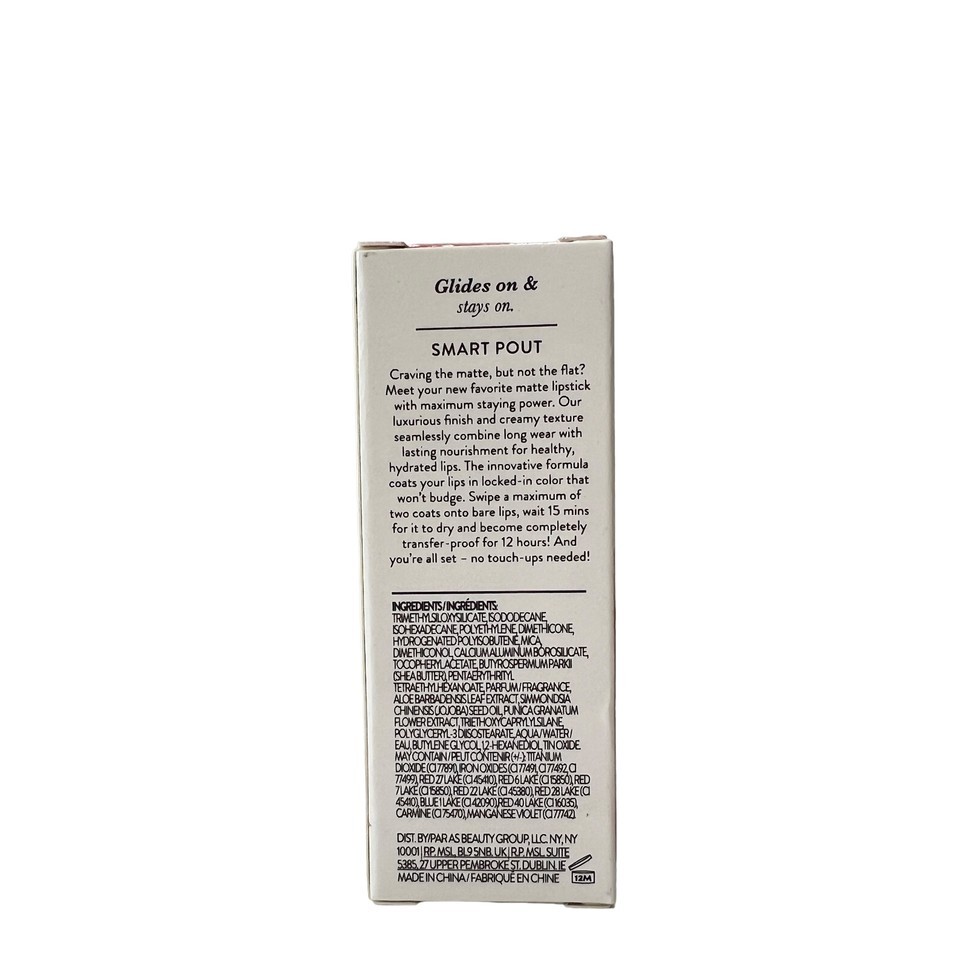 Glides on &
stays on.
SMART POUT
Craving the matte, but not the flat?
Meet your new favorite matte lipstick
with maximum staying power. Our
luxurious finish and creamy texture
seamlessly combine long wear with
lasting nourishment for healthy,
hydrated lips. The innovative formula
coats your lips in locked-in color that
won't budge. Swipe a maximum of
two coats onto bare lips, wait 15 mins
for it to dry and become completely
transfer-proof for 12 hours! And
you're all set – no touch-ups needed!
INGREDIENTS / INGRÉDIENTS:
TRIMETHYLSILOXYSILICATE, ISODODECANE,
ISOHEXADECANE, POLYETHYLENE, DIMETHICONE,
HYDROGENATED POLYISOBUTENE, MICA,
DIMETHICONOL, CALCIUM ALUMINUM BOROSILICATE,
TOCOPHERYL ACETATE, BUTYROSPERMUM PARKII
(SHEA BUTTER), PENTAERYTHRITYL
TETRAETHYLHEXANOATE, PARFUM / FRAGRANCE,
ALOE BARBADENSIS LEAF EXTRACT, SIMMONDSIA
CHINENSIS (JOJOBA) SEED OIL, PUNICA GRANATUM
FLOWER EXTRACT, TRIETHOXYCAPRYLYLSILANE,
POLYGLYCERYL-3 DIISOSTEARATE, AQUA / WATER /
EAU, BUTYLENE GLYCOL, 1,2-HEXANEDIOL, TIN OXIDE.
MAY CONTAIN / PEUT CONTENIR (+/-): TITANIUM
DIOXIDE (CI 77891), IRON OXIDES (CI 77491, CI 77492, CI
77499), RED 27 LAKE (CI 45410), RED 6 LAKE (CI 15850), RED
7 LAKE (CI 15850), RED 22 LAKE (CI 45380), RED 28 LAKE (CI
45410), BLUE 1 LAKE (CI 42090), RED 40 LAKE (CI 16035),
CARMINE (CI 75470), MANGANESE VIOLET (CI 77742).
DIST. BY/PAR AS BEAUTY GROUP, LLC. NY, NY
10001 | RP. MSL, BL9 5NB. UK | R.P. MSL, SUITE
5385, 27 UPPER PEMBROKE ST. DUBLIN. IE
MADE IN CHINA / FABRIQUÉ EN CHINE
12M